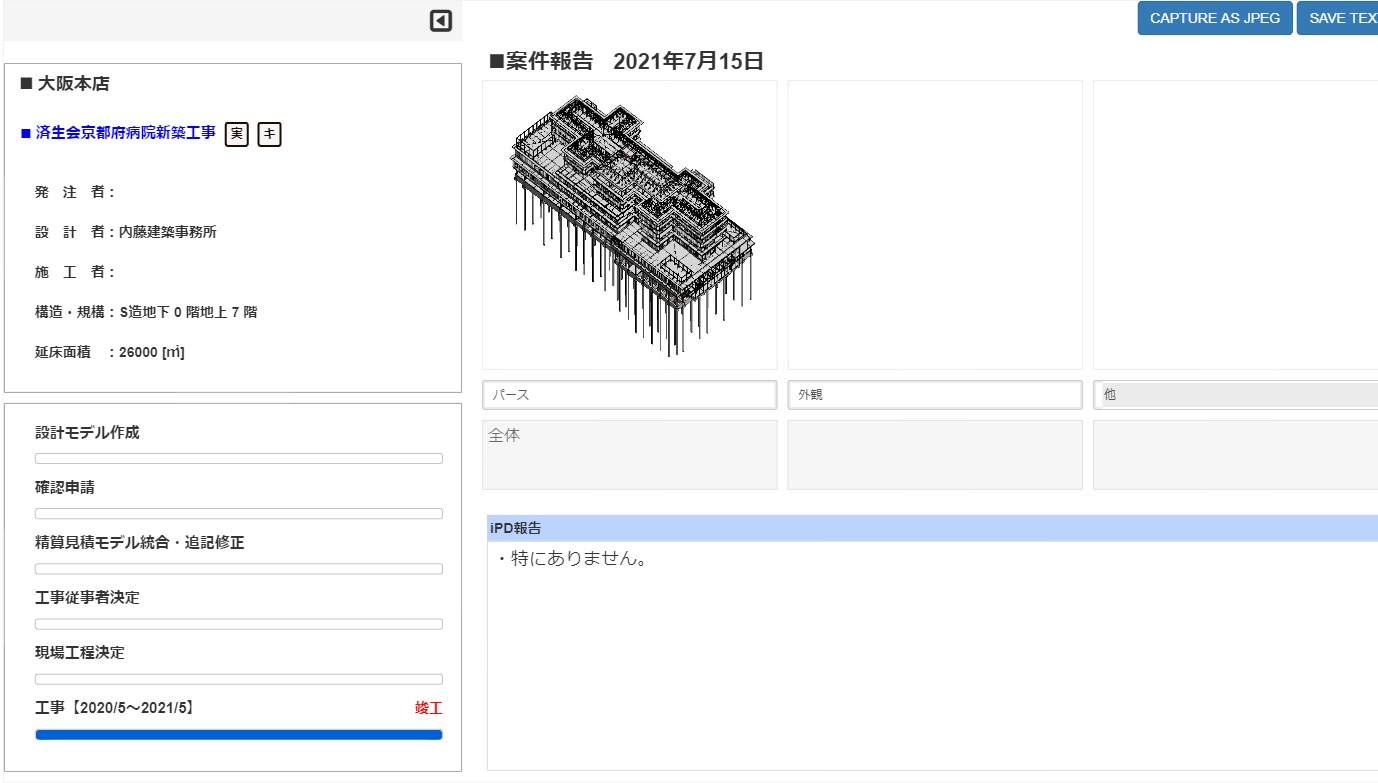 CAPTURE AS JPEG
SAVE TEX
■案件報告　2021年7月15日
■ 大阪本店
■ 済生会京都府病院新築工事 実 キ
発　注　者：
設　計　者：内藤建築事務所
施　工　者：
構造・規構： S造地下 0 階地上 7 階
延床面積　：26000 [㎡]
設計モデル作成
確認申請
精算見積モデル統合・追記修正
工事従事者決定
現場工程決定
工事【2020/5～2021/5】 竣工
パース
外観
他
全体
iPD報告
・特にありません。